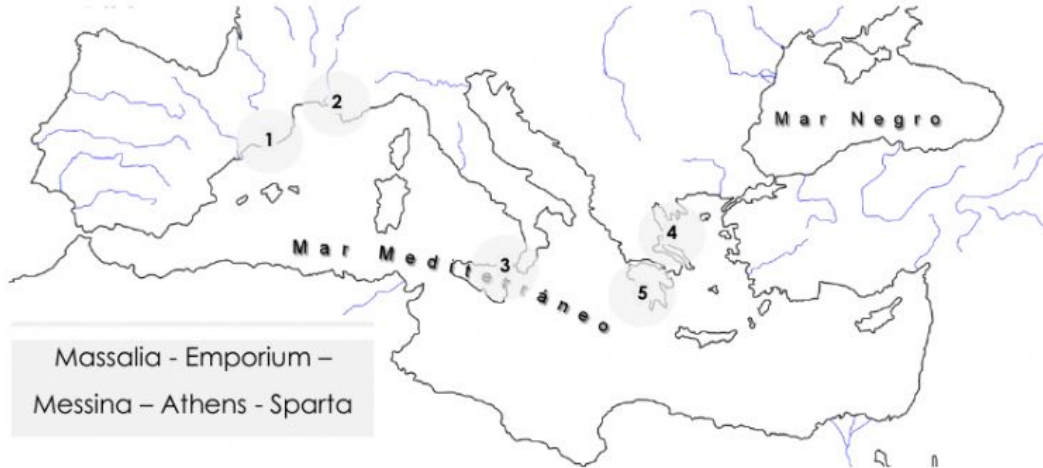 2
Mar Negro
1
4
Mar Mediterráneo
3
5
Massalia - Emporium –
Messina – Athens - Sparta